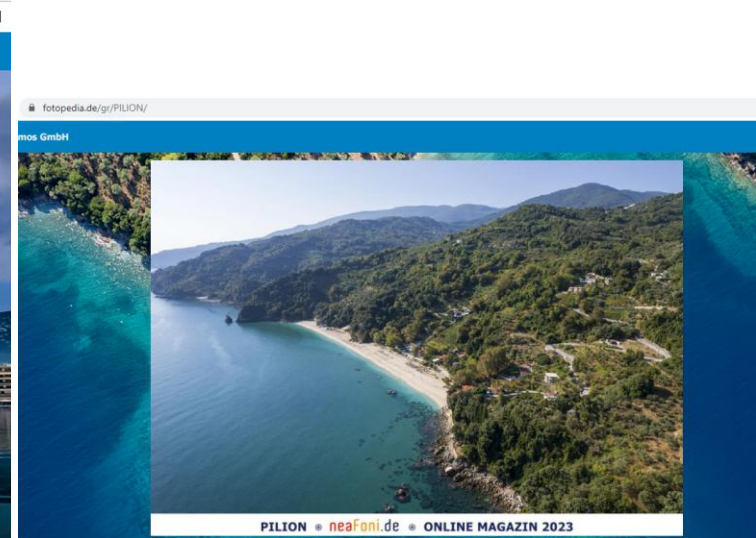 fotopedia.de/gr/PILION/
mos GmbH
PILION neaFoni.de ONLINE MAGAZIN 2023